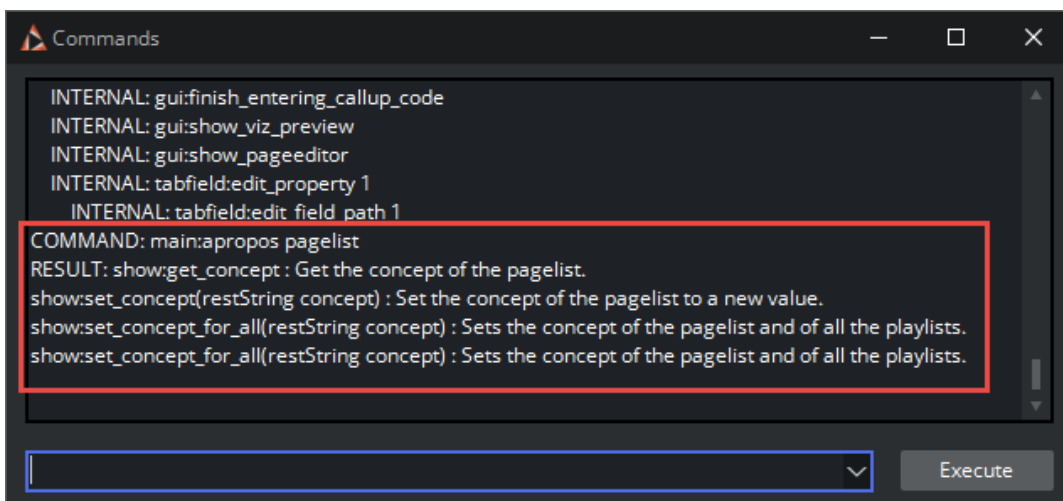 Commands
INTERNAL: gui:finish_entering_callup_code
INTERNAL: gui:show_viz_preview
INTERNAL: gui:show_pageeditor
INTERNAL: tabfield:edit_property 1
INTERNAL: tabfield:edit_field_path 1
COMMAND: main:apropos pagelist
RESULT: show:get_concept : Get the concept of the pagelist.
show:set_concept(restString concept) : Set the concept of the pagelist to a new value.
show:set_concept_for_all(restString concept) : Sets the concept of the pagelist and of all the playlists.
show:set_concept_for_all(restString concept) : Sets the concept of the pagelist and of all the playlists.
Execute